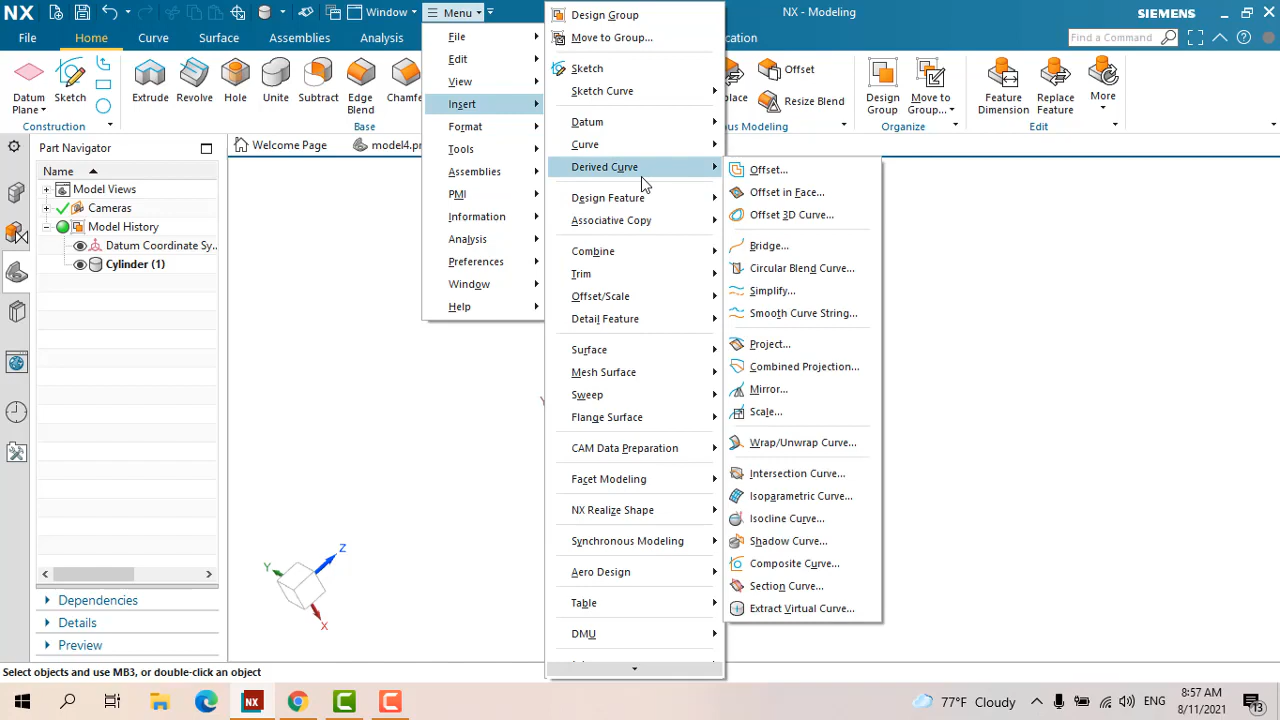 Window
Menu
NX - Modeling
SIEMENS
File
Home
Curve
Surface
Assemblies
Analysis
cation
Find a Command
Datum
Plane
Sketch
Extrude
Revolve
Hole
Unite
Subtract
Edge
Blend
Chamfe
place
Offset
Resize Blend
Design
Group
Move to
Group...
Feature
Dimension
Replace
Feature
More
Construction
Base
ous Modeling
Organize
Edit
Part Navigator
Welcome Page
model4.pr
Name
Model Views
Cameras
Model History
Datum Coordinate Sy...
Cylinder (1)
Dependencies
Details
Preview
File
Edit
View
Insert
Format
Tools
Assemblies
PMI
Information
Analysis
Preferences
Window
Help
Design Group
Move to Group...
Sketch
Sketch Curve
Datum
Curve
Derived Curve
Design Feature
Associative Copy
Combine
Trim
Offset/Scale
Detail Feature
Surface
Mesh Surface
Sweep
Flange Surface
CAM Data Preparation
Facet Modeling
NX Realize Shape
Synchronous Modeling
Aero Design
Table
DMU
Offset...
Offset in Face...
Offset 3D Curve...
Bridge...
Circular Blend Curve...
Simplify...
Smooth Curve String...
Project...
Combined Projection...
Mirror...
Scale...
Wrap/Unwrap Curve...
Intersection Curve...
Isoparametric Curve...
Isocline Curve...
Shadow Curve...
Composite Curve...
Section Curve...
Extract Virtual Curve...
Z
Y
X
Select objects and use MB3, or double-click an object
NX
77°F Cloudy
ENG
8:57 AM
8/11/2021
13